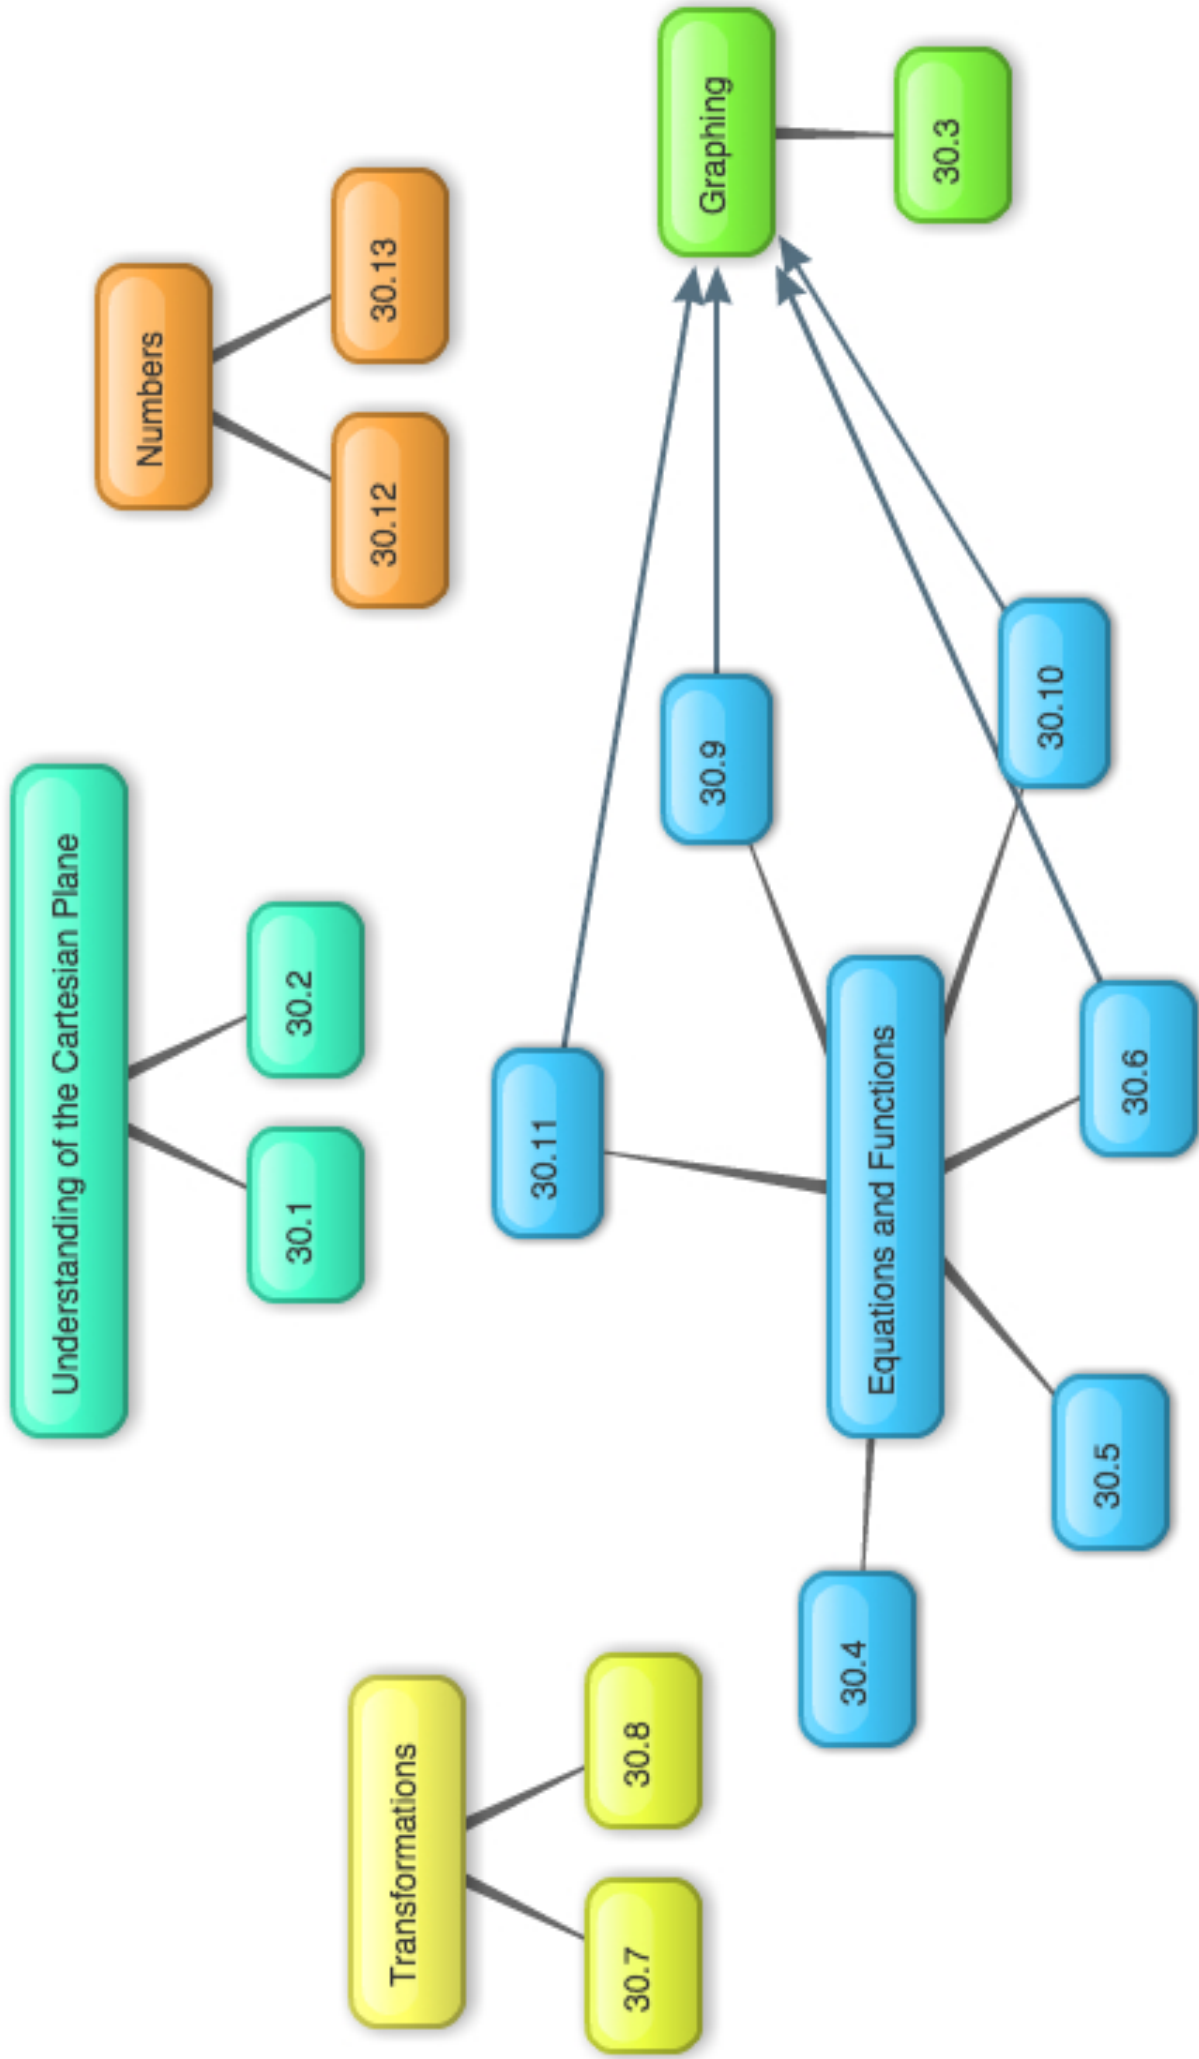 Understanding of the Cartesian Plane
30.1
30.2
Numbers
30.12
30.13
Transformations
30.7
30.8
Equations and Functions
30.4
30.5
30.6
30.10
30.9
30.11
Graphing
30.3